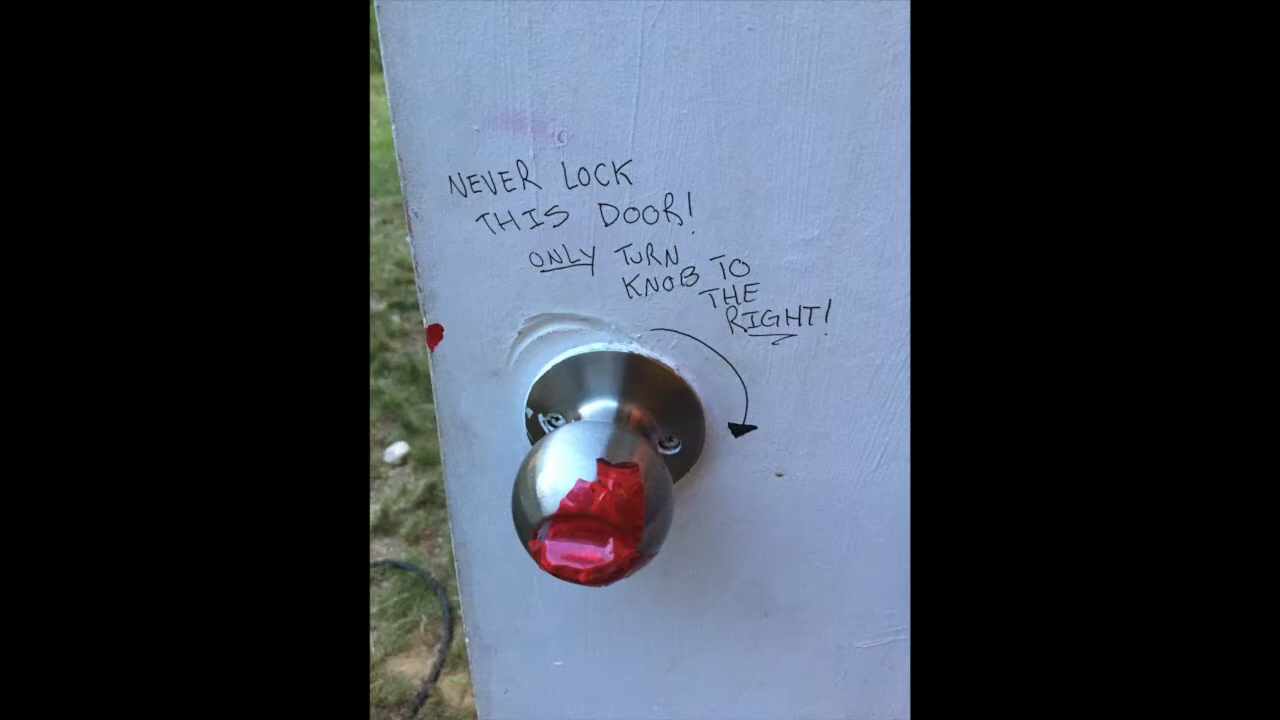 NEVER LOCK
THIS DOOR!
ONLY TURN
KNOB TO
THE
RIGHT!